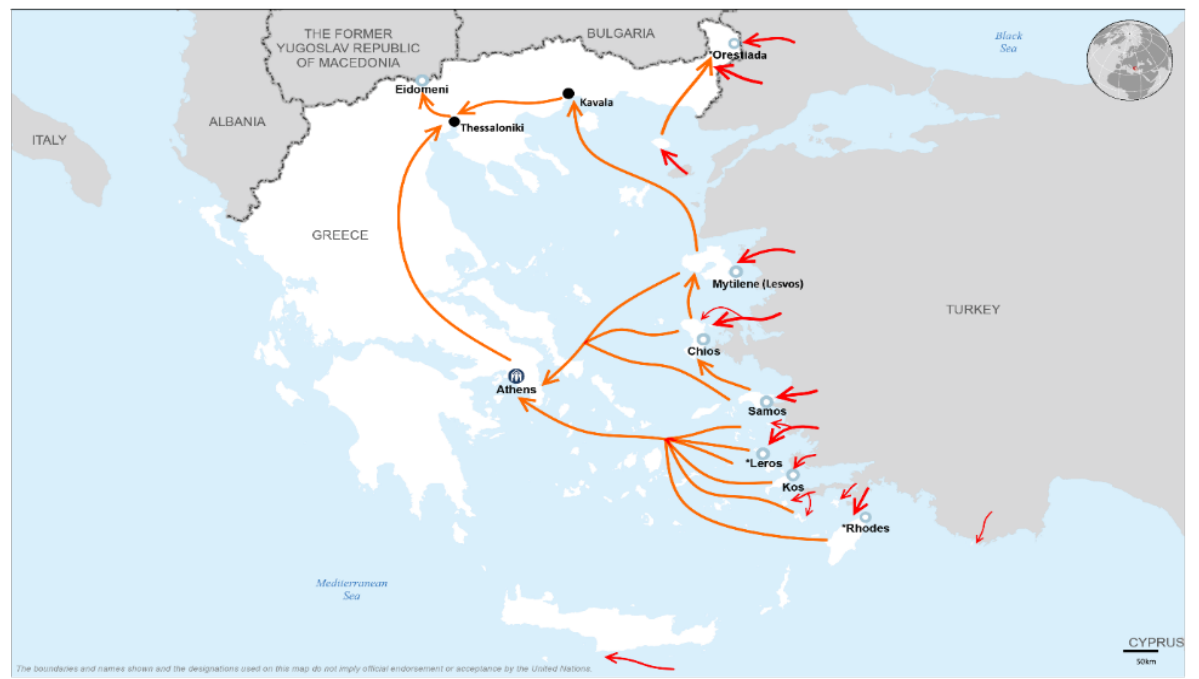 THE FORMER
YUGOSLAV REPUBLIC
OF MACEDONIA
BULGARIA
Black
Sea
*Orestiada
Eidomeni
Kavala
ALBANIA
Thessaloniki
ITALY
GREECE
Mytilene (Lesvos)
TURKEY
Chios
Athens
Samos
*Leros
Kos
*Rhodes
Mediterranean
Sea
CYPRUS
50km
The boundaries and names shown and the designations used on this map do not imply official endorsement or acceptance by the United Nations.